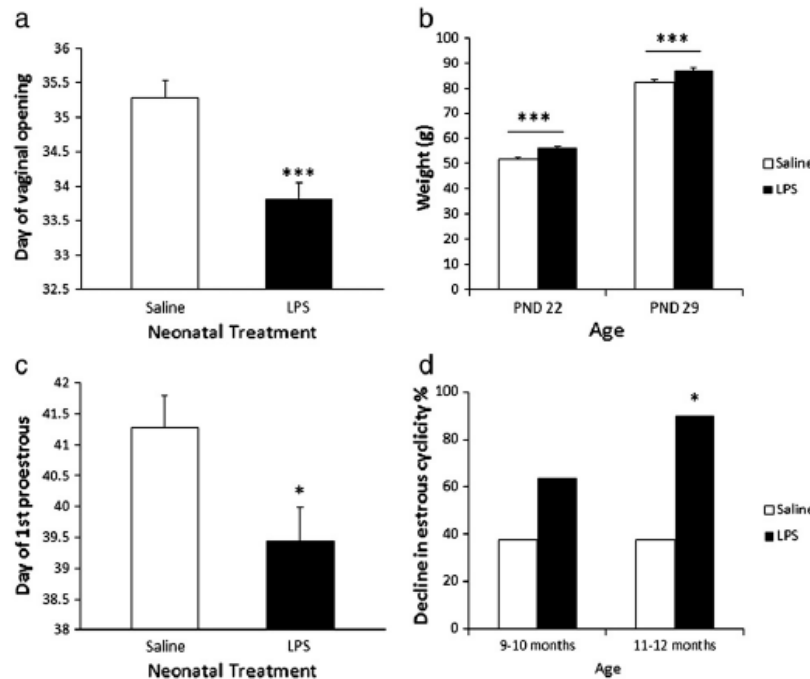 a
Day of vaginal opening
36
35.5
35
34.5
34
33.5
33
32.5
***
Saline
LPS
Neonatal Treatment
b
Weight (g)
100
90
80
70
60
50
40
30
20
10
0
***
***
PND 22
PND 29
Age
Saline
LPS
c
Day of 1st proestrous
42
41.5
41
40.5
40
39.5
39
38.5
38
*
Saline
LPS
Neonatal Treatment
d
Decline in estrous cyclicity %
100
80
60
40
20
0
*
9-10 months
11-12 months
Age
Saline
LPS